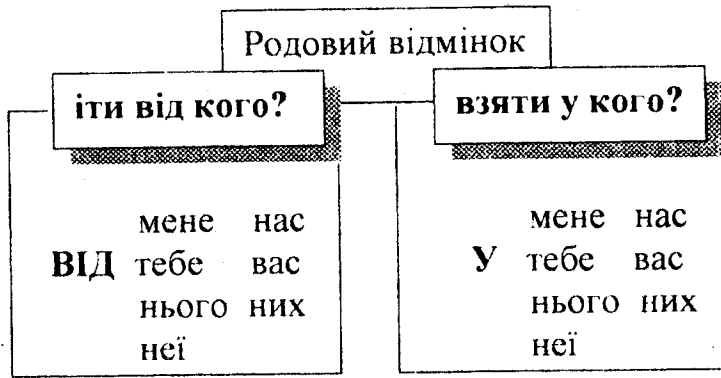 Родовий відмінок
іти від кого?
мене нас
ВІД тебе вас
нього них
неї
взяти у кого?
мене нас
У тебе вас
нього них
неї